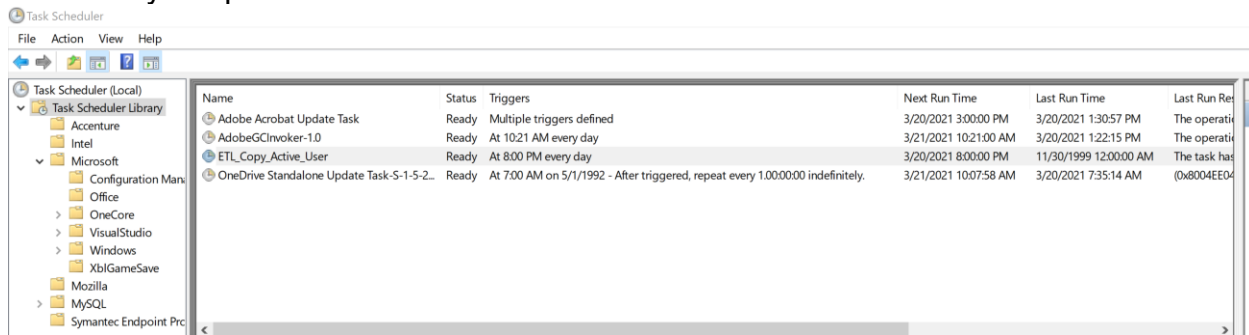 Task Scheduler
File Action View Help
Task Scheduler (Local)
Task Scheduler Library
Accenture
Intel
Microsoft
Configuration Mana
Office
OneCore
VisualStudio
Windows
XblGameSave
Mozilla
MySQL
Symantec Endpoint Prc
Name Status Triggers Next Run Time Last Run Time Last Run Res
Adobe Acrobat Update Task Ready Multiple triggers defined 3/20/2021 3:00:00 PM 3/20/2021 1:30:57 PM The operatio
AdobeGCInvoker-1.0 Ready At 10:21 AM every day 3/21/2021 10:21:00 AM 3/20/2021 1:22:15 PM The operatio
ETL_Copy_Active_User Ready At 8:00 PM every day 3/20/2021 8:00:00 PM 11/30/1999 12:00:00 AM The task has
OneDrive Standalone Update Task-S-1-5-2... Ready At 7:00 AM on 5/1/1992 - After triggered, repeat every 1.00:00:00 indefinitely. 3/21/2021 10:07:58 AM 3/20/2021 7:35:14 AM (0x8004EE04